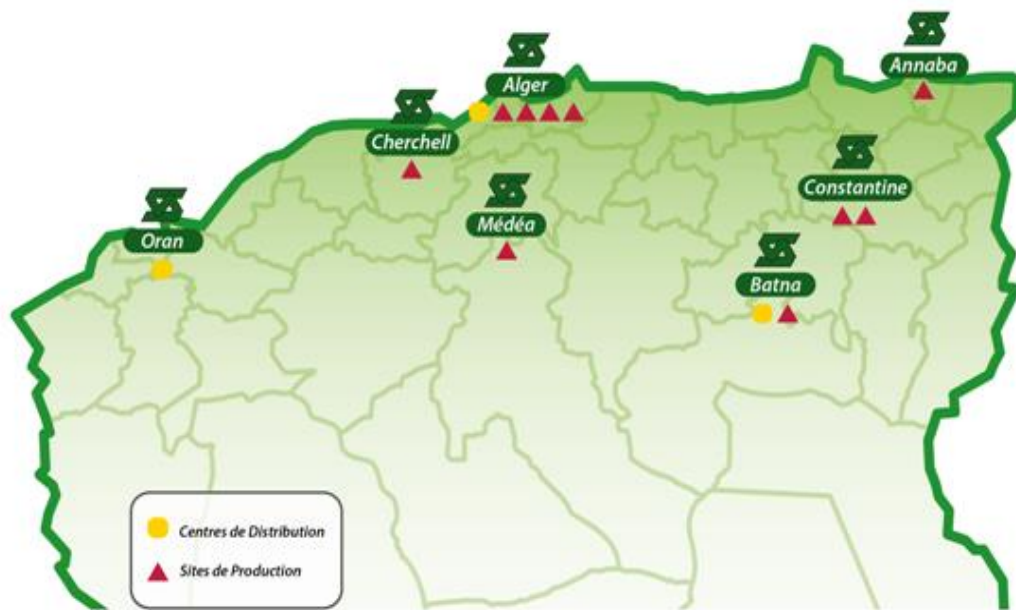 Annaba
Alger
Cherchell
Constantine
Médéa
Oran
Batna
Centres de Distribution
Sites de Production